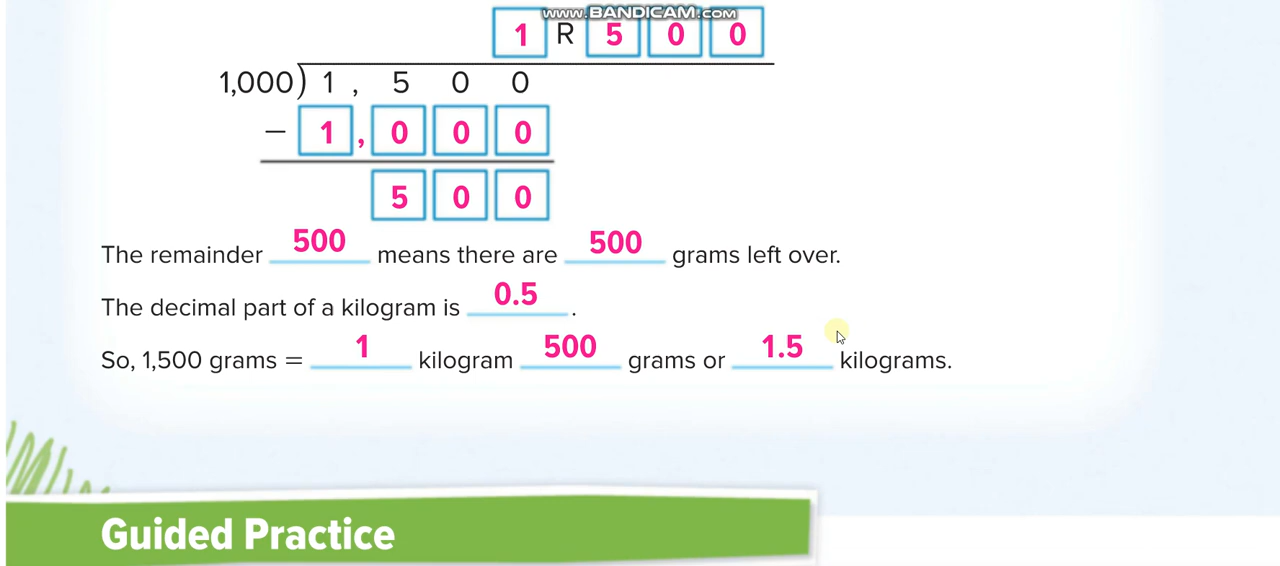 www.BANDICAM.com
1 R 5 0 0
1,000) 1 , 5 0 0
− 1 , 0 0 0
5 0 0
The remainder 500 means there are 500 grams left over.
The decimal part of a kilogram is 0.5 .
So, 1,500 grams = 1 kilogram 500 grams or 1.5 kilograms.
Guided Practice